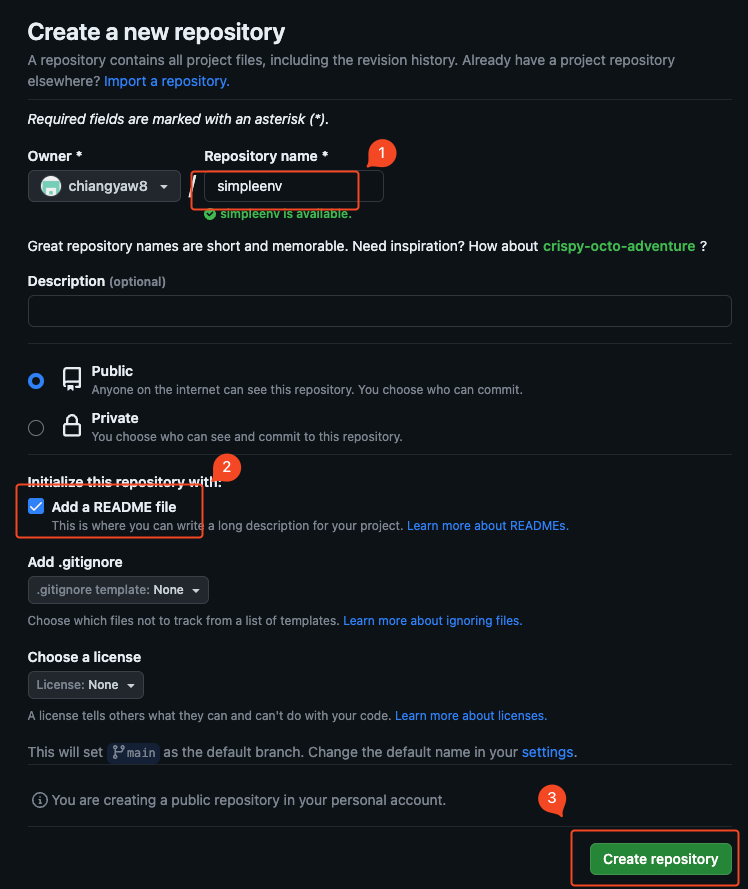 Create a new repository
A repository contains all project files, including the revision history. Already have a project repository
elsewhere? Import a repository.
Required fields are marked with an asterisk (*).
Owner * Repository name * 1
chiangyaw8 / simpleenv
simpleenv is available.
Great repository names are short and memorable. Need inspiration? How about crispy-octo-adventure ?
Description (optional)
Public
Anyone on the internet can see this repository. You choose who can commit.
Private
You choose who can see and commit to this repository.
2
Initialize this repository with:
Add a README file
This is where you can write a long description for your project. Learn more about READMEs.
Add .gitignore
.gitignore template: None
Choose which files not to track from a list of templates. Learn more about ignoring files.
Choose a license
License: None
A license tells others what they can and can't do with your code. Learn more about licenses.
This will set main as the default branch. Change the default name in your settings.
You are creating a public repository in your personal account.
3
Create repository